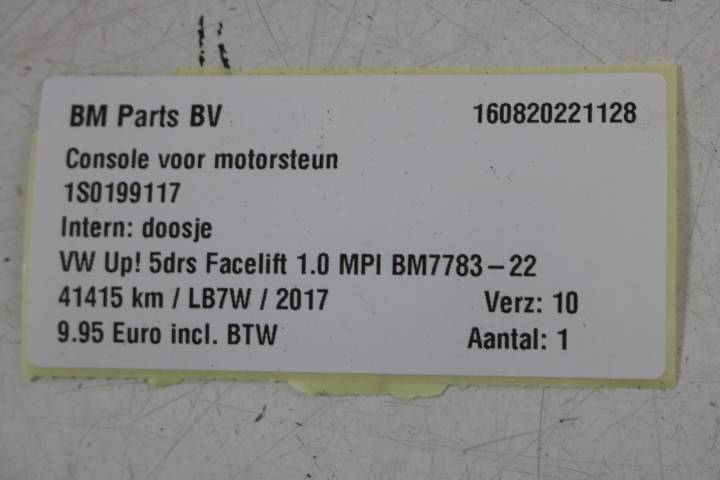 BM Parts BV 160820221128
Console voor motorsteun
1S0199117
Intern: doosje
VW Up! 5drs Facelift 1.0 MPI BM7783-22
41415 km / LB7W / 2017 Verz: 10
9.95 Euro incl. BTW Aantal: 1